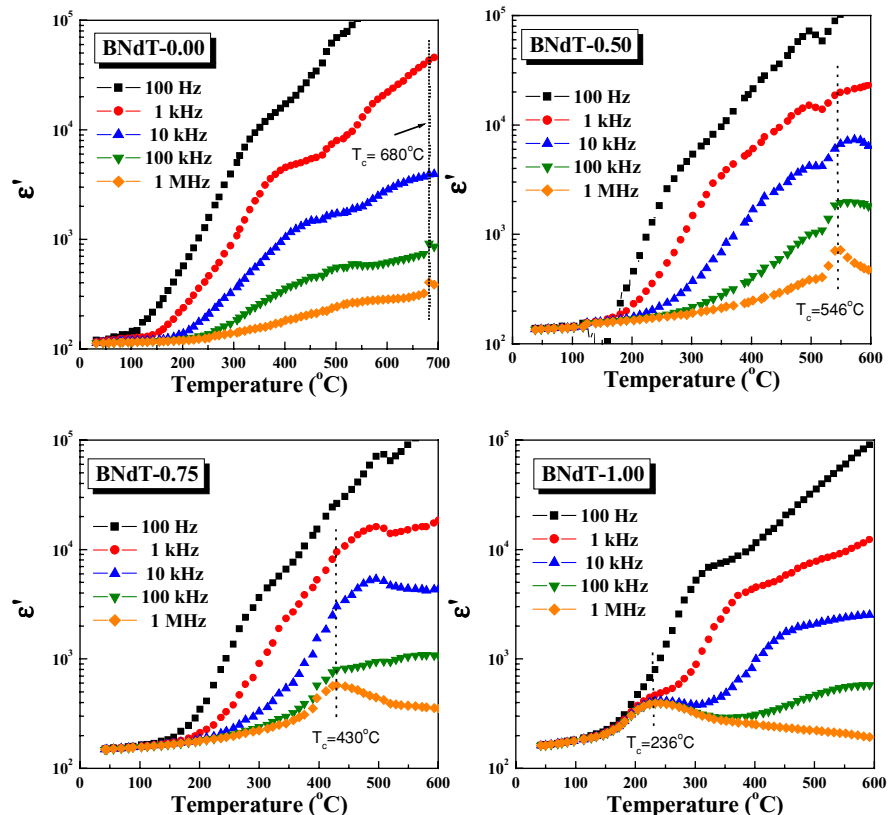 BNdT-0.00
100 Hz
1 kHz
10 kHz
100 kHz
1 MHz
T_c= 680°C
ε'
10^5
10^4
10^3
10^2
0 100 200 300 400 500 600 700
Temperature (°C)
BNdT-0.50
100 Hz
1 kHz
10 kHz
100 kHz
1 MHz
T_c=546°C
ε'
10^5
10^4
10^3
10^2
0 100 200 300 400 500 600
Temperature (°C)
BNdT-0.75
100 Hz
1 kHz
10 kHz
100 kHz
1 MHz
T_c=430°C
ε'
10^5
10^4
10^3
10^2
0 100 200 300 400 500 600
Temperature (°C)
BNdT-1.00
100 Hz
1 kHz
10 kHz
100 kHz
1 MHz
T_c=236°C
ε'
10^5
10^4
10^3
10^2
0 100 200 300 400 500 600
Temperature (°C)